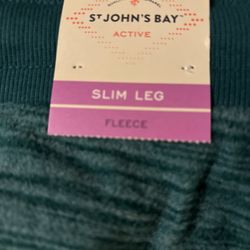 ST JOHN'S BAY
ACTIVE
SLIM LEG
FLEECE